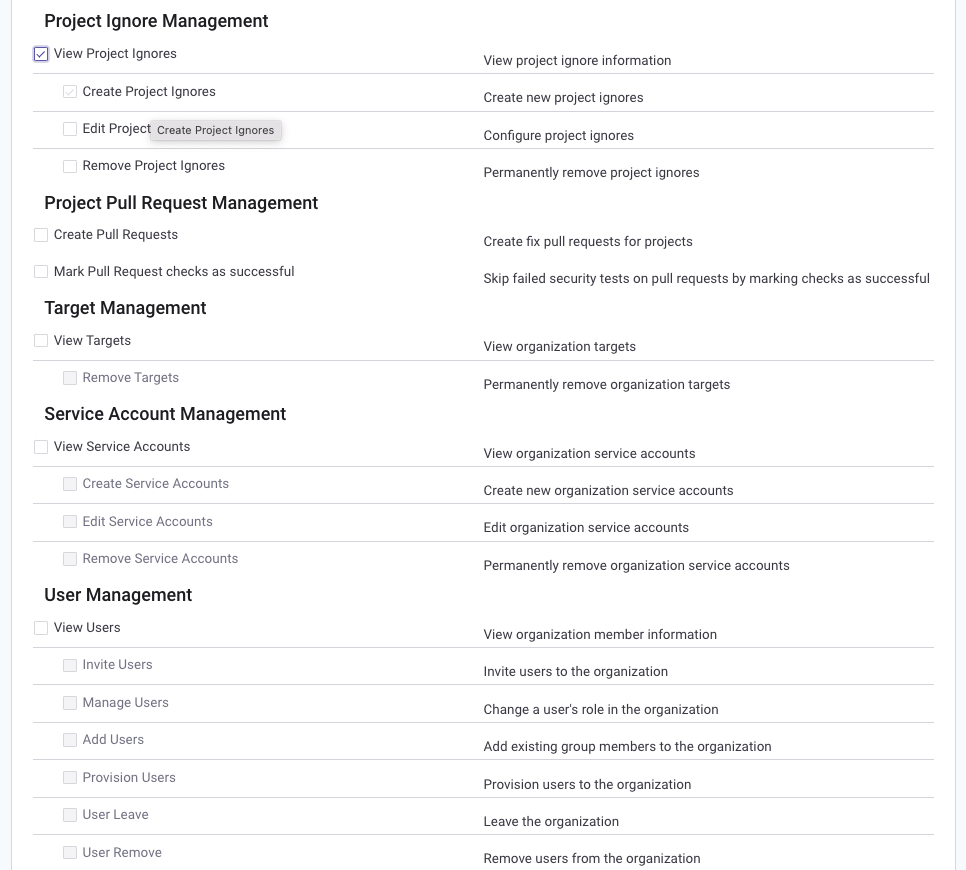 Project Ignore Management
View Project Ignores
View project ignore information
Create Project Ignores
Create new project ignores
Edit Project
Create Project Ignores
Configure project ignores
Remove Project Ignores
Permanently remove project ignores
Project Pull Request Management
Create Pull Requests
Create fix pull requests for projects
Mark Pull Request checks as successful
Skip failed security tests on pull requests by marking checks as successful
Target Management
View Targets
View organization targets
Remove Targets
Permanently remove organization targets
Service Account Management
View Service Accounts
View organization service accounts
Create Service Accounts
Create new organization service accounts
Edit Service Accounts
Edit organization service accounts
Remove Service Accounts
Permanently remove organization service accounts
User Management
View Users
View organization member information
Invite Users
Invite users to the organization
Manage Users
Change a user's role in the organization
Add Users
Add existing group members to the organization
Provision Users
Provision users to the organization
User Leave
Leave the organization
User Remove
Remove users from the organization